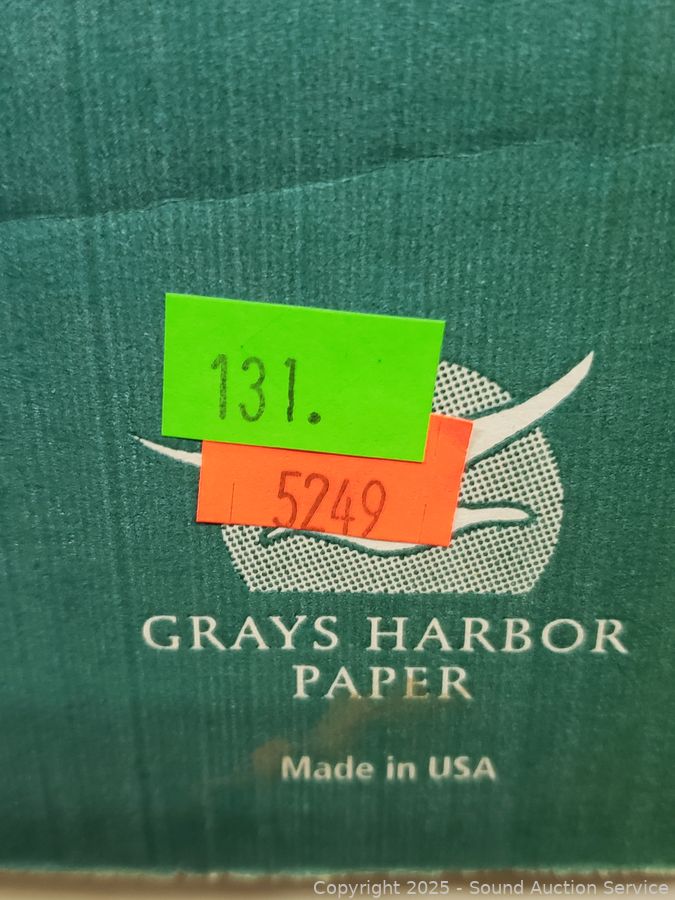 131.
5249
GRAYS HARBOR
PAPER
Made in USA
Copyright 2025 - Sound Auction Service